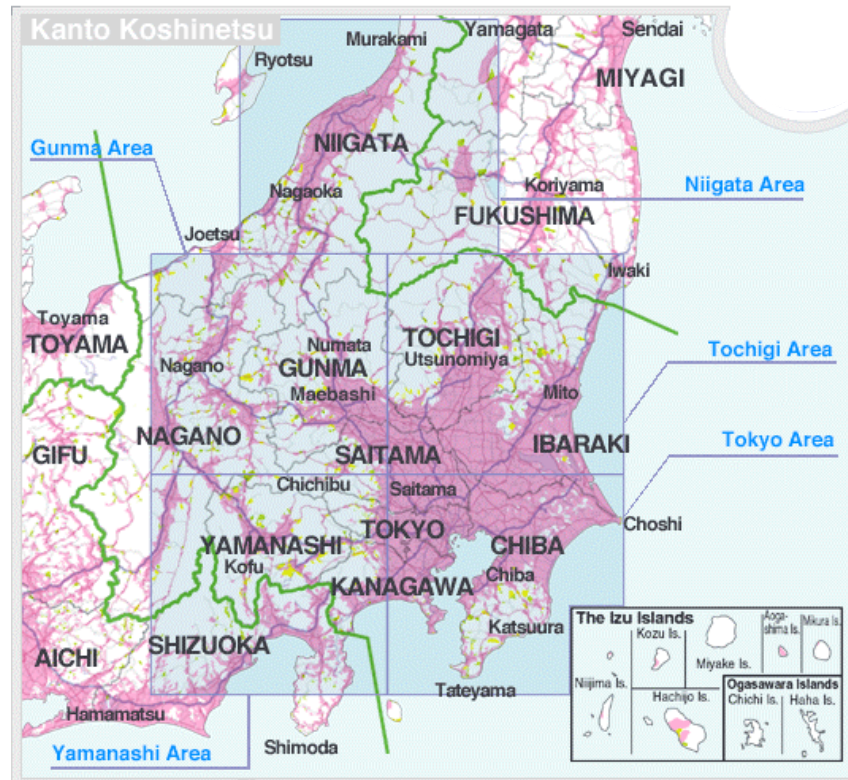 Kanto Koshinetsu
Murakami
Yamagata
Sendai
Ryotsu
MIYAGI
Gunma Area
NIIGATA
Nagaoka
Koriyama
Niigata Area
FUKUSHIMA
Joetsu
Iwaki
Toyama
TOYAMA
Numata
TOCHIGI
Utsunomiya
Nagano
GUNMA
Tochigi Area
Maebashi
Mito
NAGANO
IBARAKI
GIFU
SAITAMA
Tokyo Area
Chichibu
Saitama
TOKYO
Choshi
YAMANASHI
CHIBA
Kofu
Chiba
KANAGAWA
Katsuura
SHIZUOKA
AICHI
Tateyama
Hamamatsu
Shimoda
Yamanashi Area
The Izu Islands
Kozu Is.
Miyake Is.
Aoga-
shima Is.
Mikura Is.
Niijima Is.
Hachijo Is.
Ogasawara Islands
Chichi Is.
Haha Is.